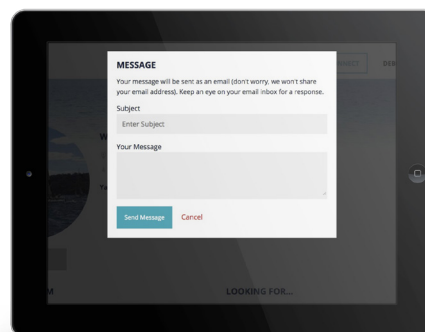 MESSAGE
Your message will be sent as an email (don't worry, we won't share
your email address). Keep an eye on your email inbox for a response.
Subject
Enter Subject
Your Message
Send Message
Cancel
LOOKING FOR...